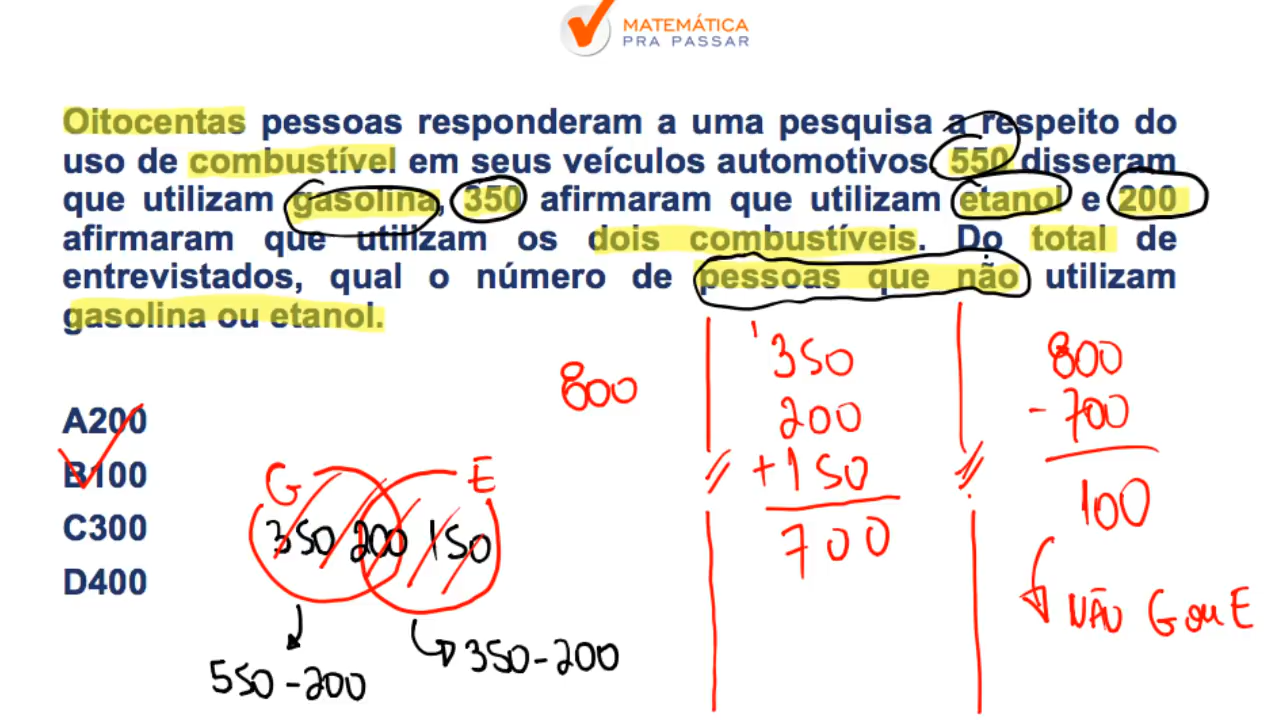 MATEMÁTICA
PRA PASSAR
Oitocentas pessoas responderam a uma pesquisa a respeito do
uso de combustível em seus veículos automotivos. 550 disseram
que utilizam gasolina, 350 afirmaram que utilizam etanol e 200
afirmaram que utilizam os dois combustíveis. Do total de
entrevistados, qual o número de pessoas que não utilizam
gasolina ou etanol.
A200
B100
C300
D400
800
G E
350 200 150
550-200
350-200
350
200
+150
700
800
-700
100
NÃO G ou E